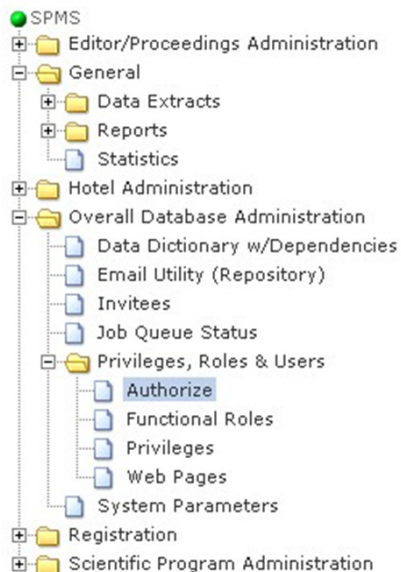 SPMS
Editor/Proceedings Administration
General
Data Extracts
Reports
Statistics
Hotel Administration
Overall Database Administration
Data Dictionary w/Dependencies
Email Utility (Repository)
Invitees
Job Queue Status
Privileges, Roles & Users
Authorize
Functional Roles
Privileges
Web Pages
System Parameters
Registration
Scientific Program Administration